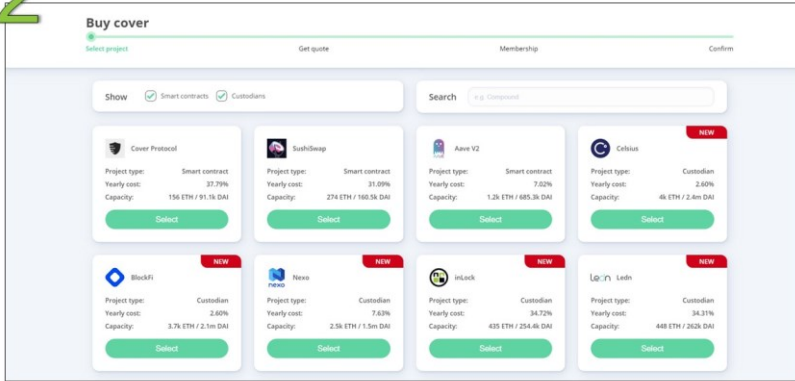 2
Buy cover
Select project Get quote Membership Confirm
Show Smart contracts Custodians Search e.g. Compound
Cover Protocol
Project type: Smart contract
Yearly cost: 37.79%
Capacity: 156 ETH / 91.1k DAI
Select
SushiSwap
Project type: Smart contract
Yearly cost: 31.09%
Capacity: 274 ETH / 160.5k DAI
Select
Aave V2
Project type: Smart contract
Yearly cost: 7.02%
Capacity: 1.2k ETH / 685.3k DAI
Select
NEW
Celsius
Project type: Custodian
Yearly cost: 2.60%
Capacity: 4k ETH / 2.4m DAI
Select
NEW
BlockFi
Project type: Custodian
Yearly cost: 2.60%
Capacity: 3.7k ETH / 2.1m DAI
Select
NEW
nexo
Nexo
Project type: Custodian
Yearly cost: 7.63%
Capacity: 2.5k ETH / 1.5m DAI
Select
NEW
inLock
Project type: Custodian
Yearly cost: 34.72%
Capacity: 435 ETH / 254.4k DAI
Select
NEW
Ledn Ledn
Project type: Custodian
Yearly cost: 34.31%
Capacity: 448 ETH / 262k DAI
Select